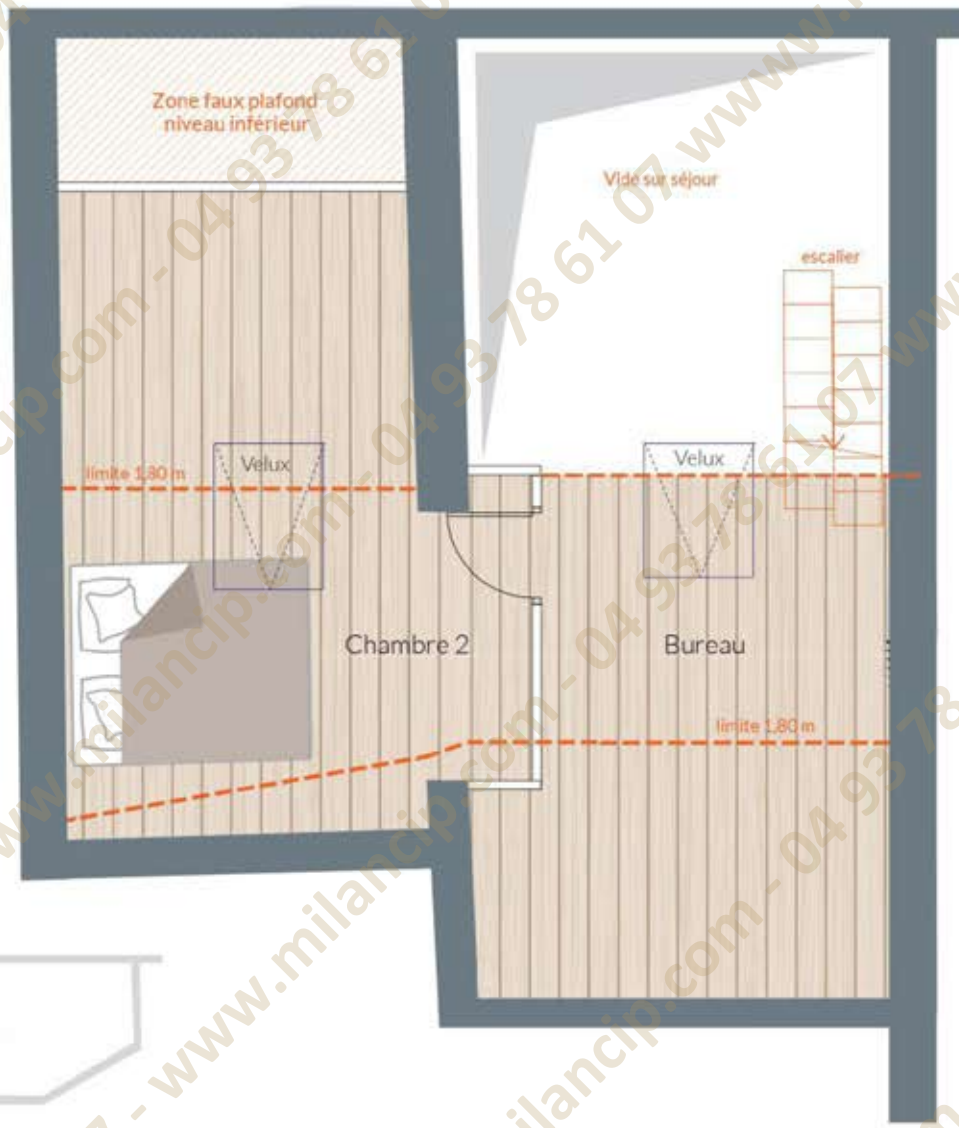 Zone faux plafond
niveau inférieur
Vide sur séjour
escalier
Velux
Velux
limite 1,80 m
Chambre 2
Bureau
limite 1,80 m
www.milancip.com - 04 93 78 61 07